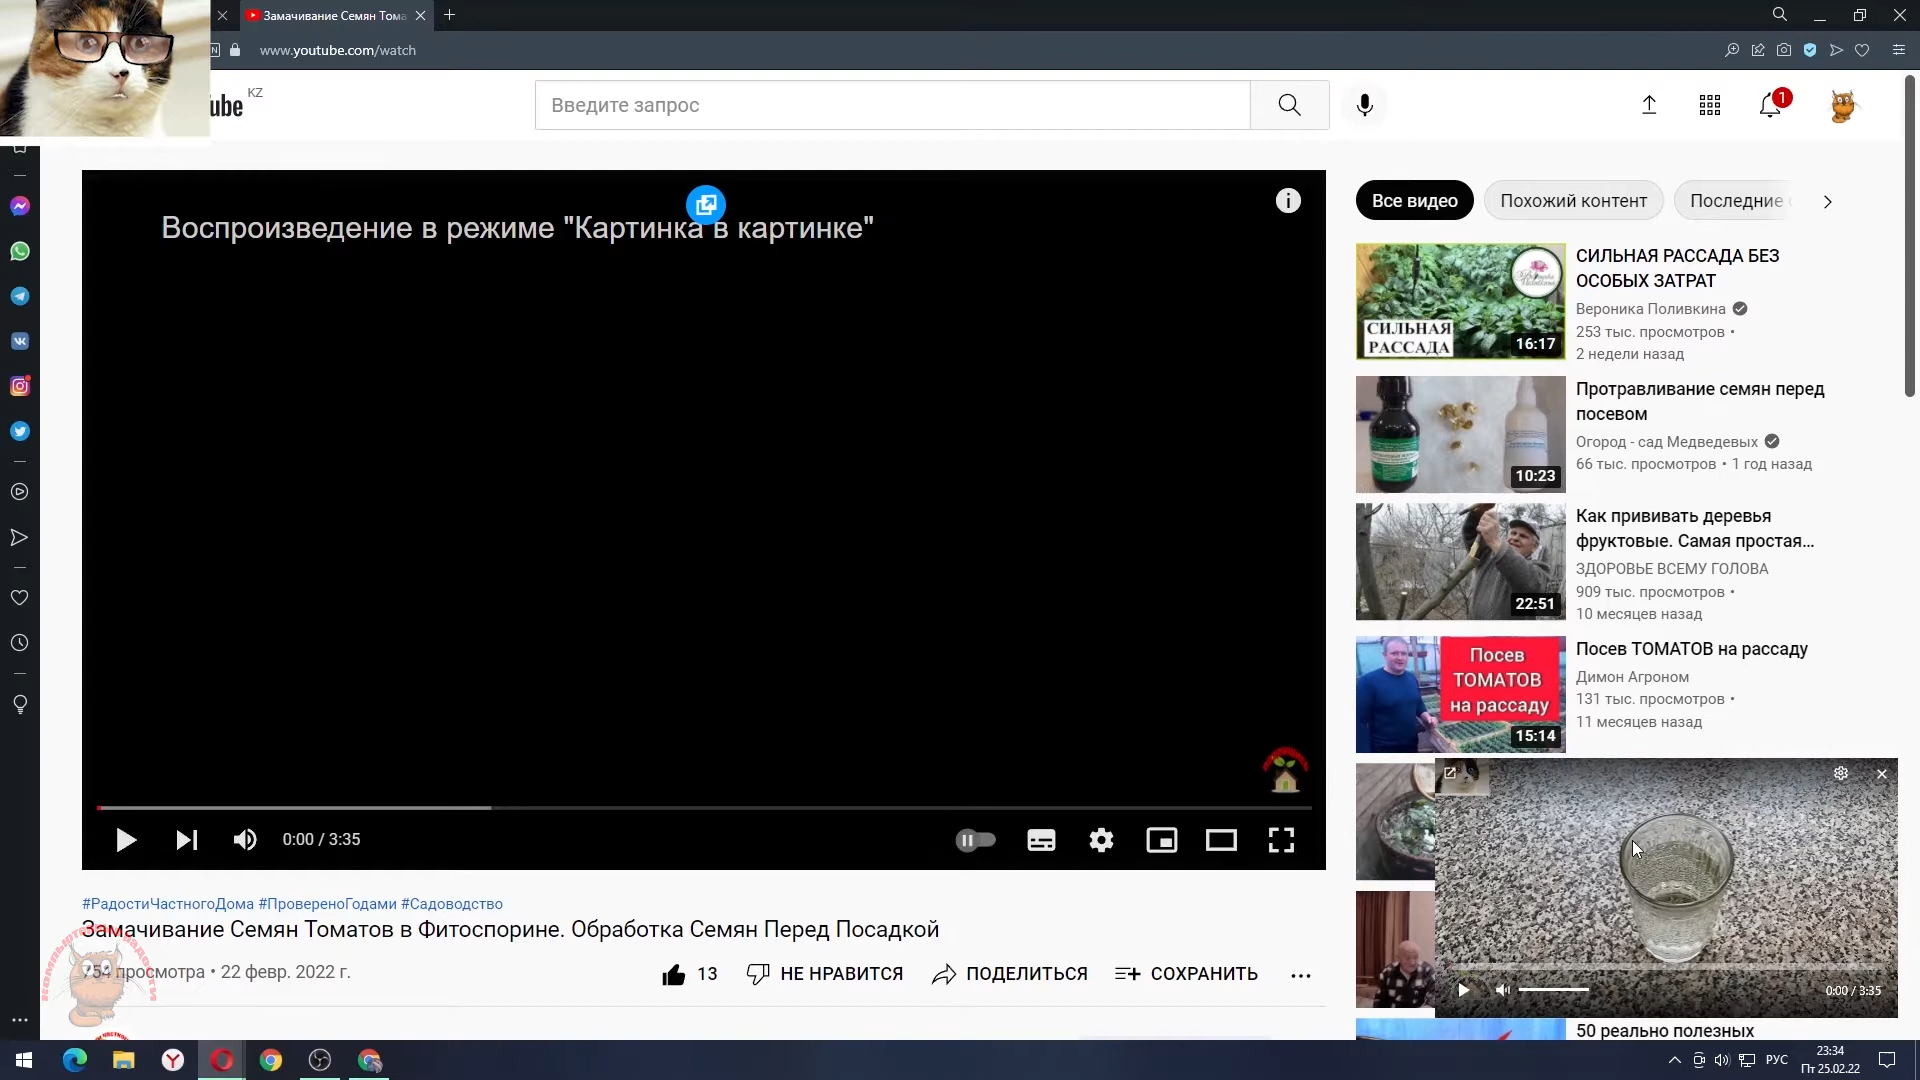 Замачивание Семян Тома
www.youtube.com/watch
ube
KZ
Введите запрос
1
Воспроизведение в режиме "Картинка в картинке"
0:00 / 3:35
#РадостиЧастногоДома #ПровереноГодами #Садоводство
Замачивание Семян Томатов в Фитоспорине. Обработка Семян Перед Посадкой
754 просмотра • 22 февр. 2022 г.
13
НЕ НРАВИТСЯ
ПОДЕЛИТЬСЯ
СОХРАНИТЬ
Все видео
Похожий контент
Последние
СИЛЬНАЯ
РАССАДА
16:17
СИЛЬНАЯ РАССАДА БЕЗ
ОСОБЫХ ЗАТРАТ
Вероника Поливкина
253 тыс. просмотров •
2 недели назад
10:23
Протравливание семян перед
посевом
Огород - сад Медведевых
66 тыс. просмотров • 1 год назад
22:51
Как прививать деревья
фруктовые. Самая простая...
ЗДОРОВЬЕ ВСЕМУ ГОЛОВА
909 тыс. просмотров •
10 месяцев назад
Посев
ТОМАТОВ
на рассаду
15:14
Посев ТОМАТОВ на рассаду
Димон Агроном
131 тыс. просмотров •
11 месяцев назад
0:00 / 3:35
50 реально полезных
РУС
23:34
Пт 25.02.22